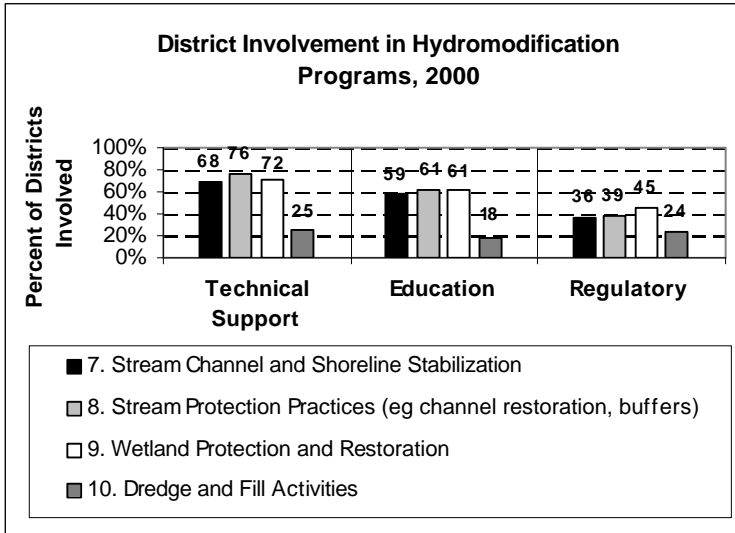 District Involvement in Hydromodification
Programs, 2000
Percent of Districts
Involved
100%
80%
60%
40%
20%
0%
68 76 72 25
59 61 61 18
36 39 45 24
Technical
Support
Education
Regulatory
7. Stream Channel and Shoreline Stabilization
8. Stream Protection Practices (eg channel restoration, buffers)
9. Wetland Protection and Restoration
10. Dredge and Fill Activities